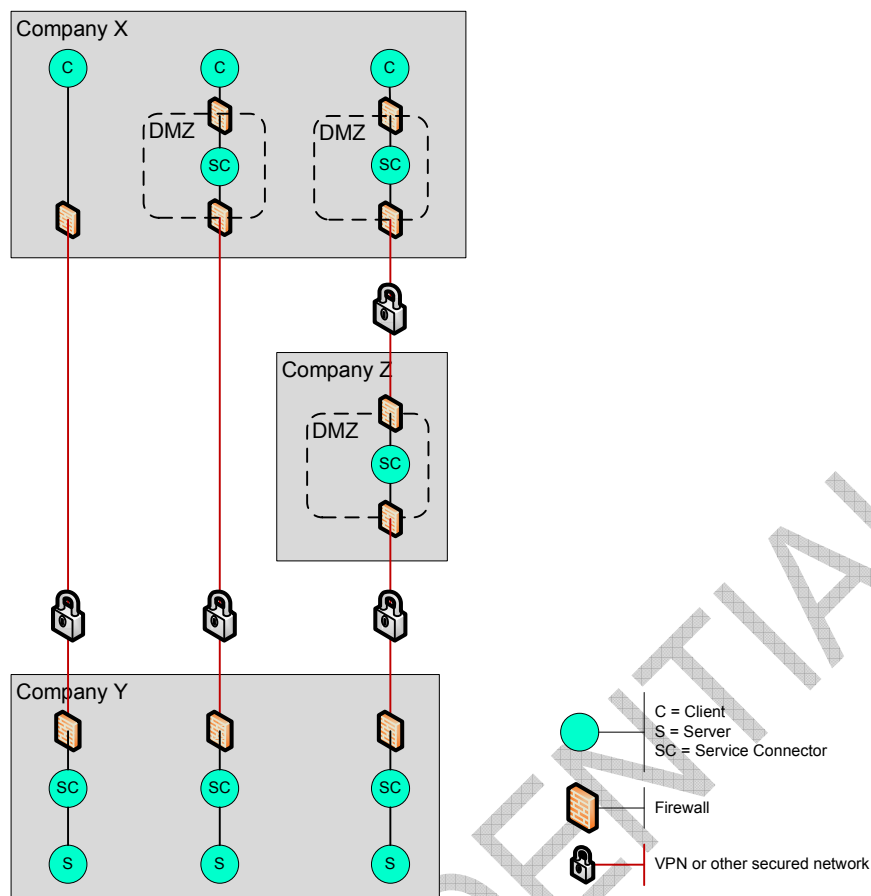 Company X
C
C
C
DMZ
DMZ
SC
SC
Company Z
DMZ
SC
Company Y
SC
SC
SC
S
S
S
C = Client
S = Server
SC = Service Connector
Firewall
VPN or other secured network